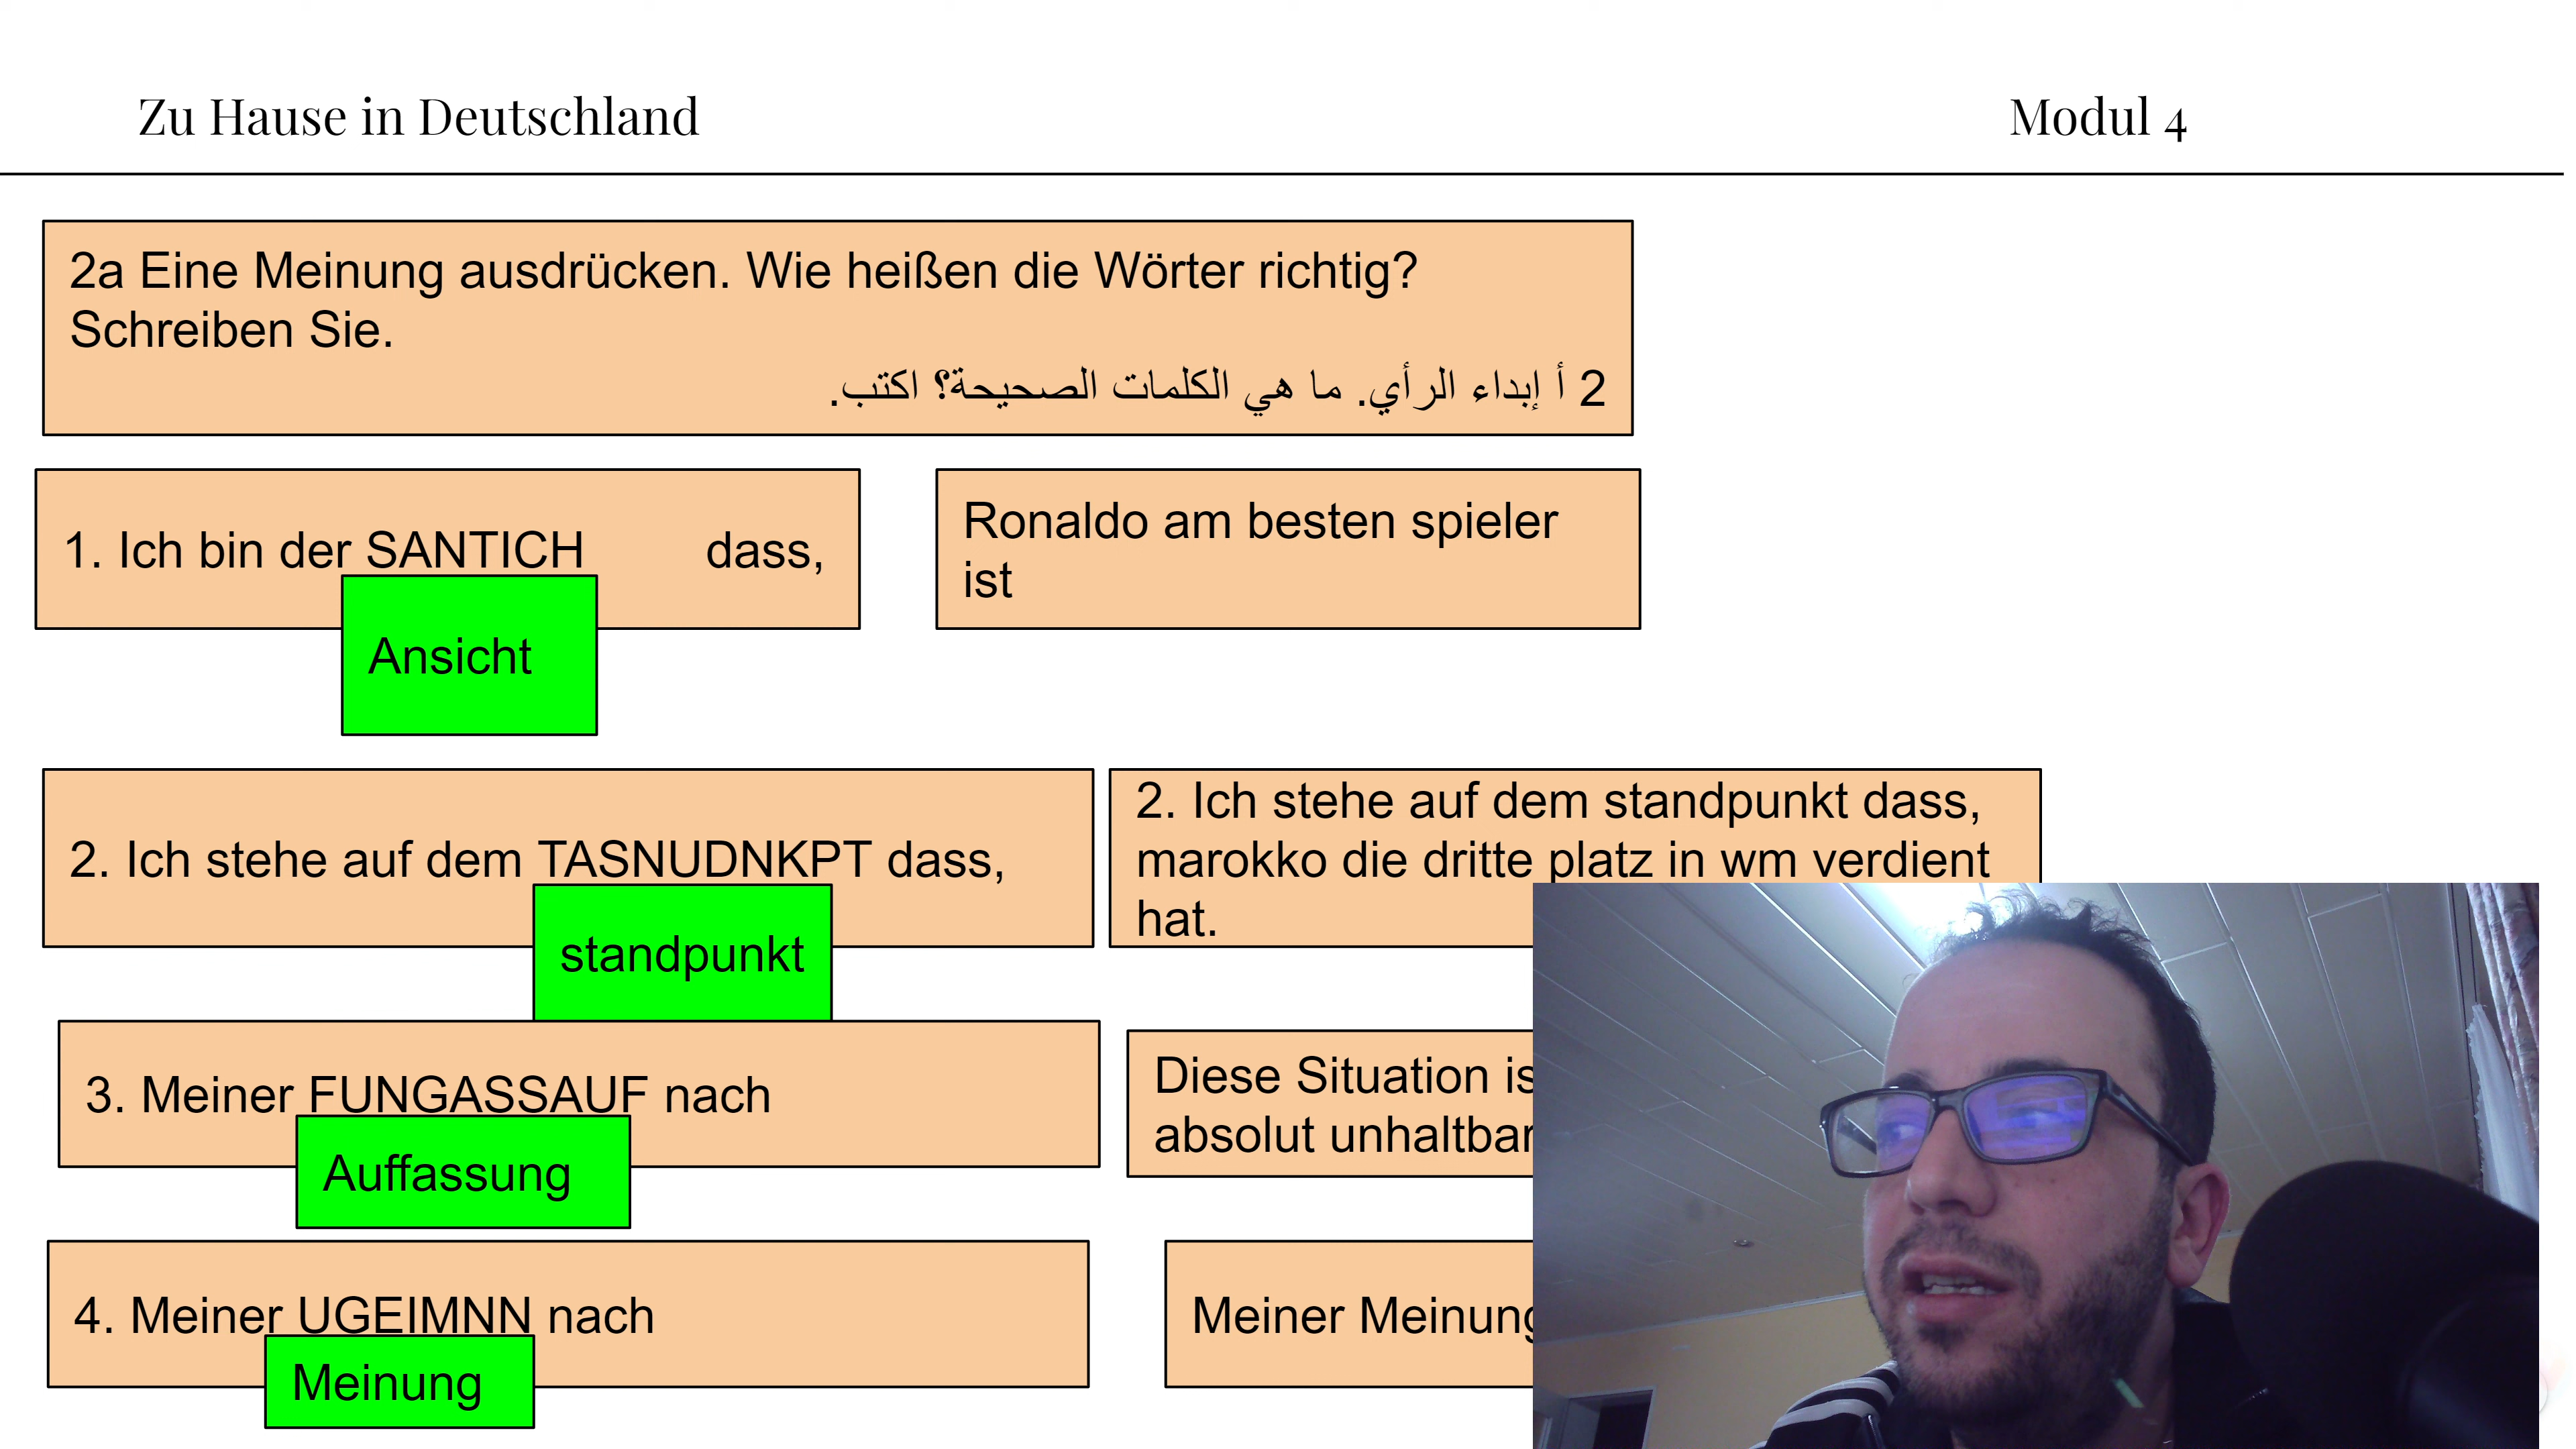 Zu Hause in Deutschland
Modul 4
2a Eine Meinung ausdrücken. Wie heißen die Wörter richtig?
Schreiben Sie.
2 أ إبداء الرأي. ما هي الكلمات الصحيحة؟ اكتب.
1. Ich bin der SANTICH dass,
Ansicht
Ronaldo am besten spieler
ist
2. Ich stehe auf dem TASNUDNKPT dass,
standpunkt
2. Ich stehe auf dem standpunkt dass,
marokko die dritte platz in wm verdient
hat.
3. Meiner FUNGASSAUF nach
Auffassung
Diese Situation
absolut unhaltbar
4. Meiner UGEIMNN nach
Meinung
Meiner Meinung